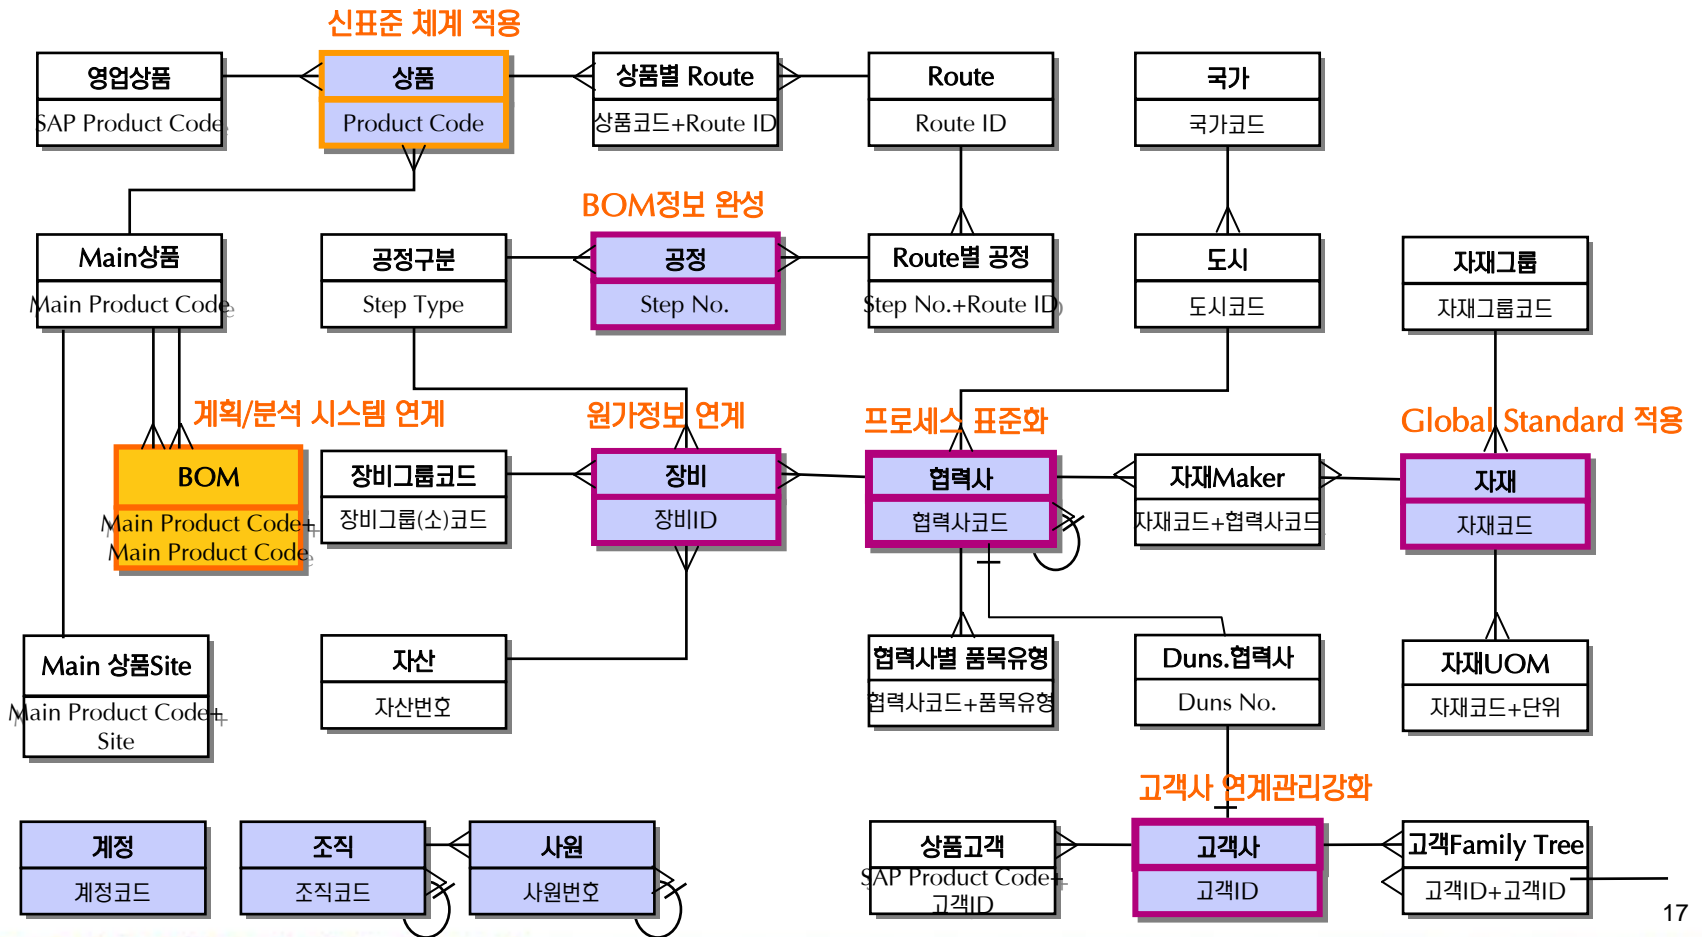 신표준 체계 적용
영업상품
SAP Product Code
상품
Product Code
상품별 Route
상품코드+Route ID
Route
Route ID
국가
국가코드
BOM정보 완성
Main상품
Main Product Code
공정구분
Step Type
공정
Step No.
Route별 공정
Step No.+Route ID
도시
도시코드
자재그룹
자재그룹코드
계획/분석 시스템 연계
원가정보 연계
프로세스 표준화
Global Standard 적용
BOM
Main Product Code+
Main Product Code
장비그룹코드
장비그룹(소)코드
장비
장비ID
협력사
협력사코드
자재Maker
자재코드+협력사코드
자재
자재코드
Main 상품Site
Main Product Code+
Site
자산
자산번호
협력사별 품목유형
협력사코드+품목유형
Duns.협력사
Duns No.
자재UOM
자재코드+단위
고객사 연계관리강화
계정
계정코드
조직
조직코드
사원
사원번호
상품고객
SAP Product Code+
고객ID
고객사
고객ID
고객Family Tree
고객ID+고객ID
17